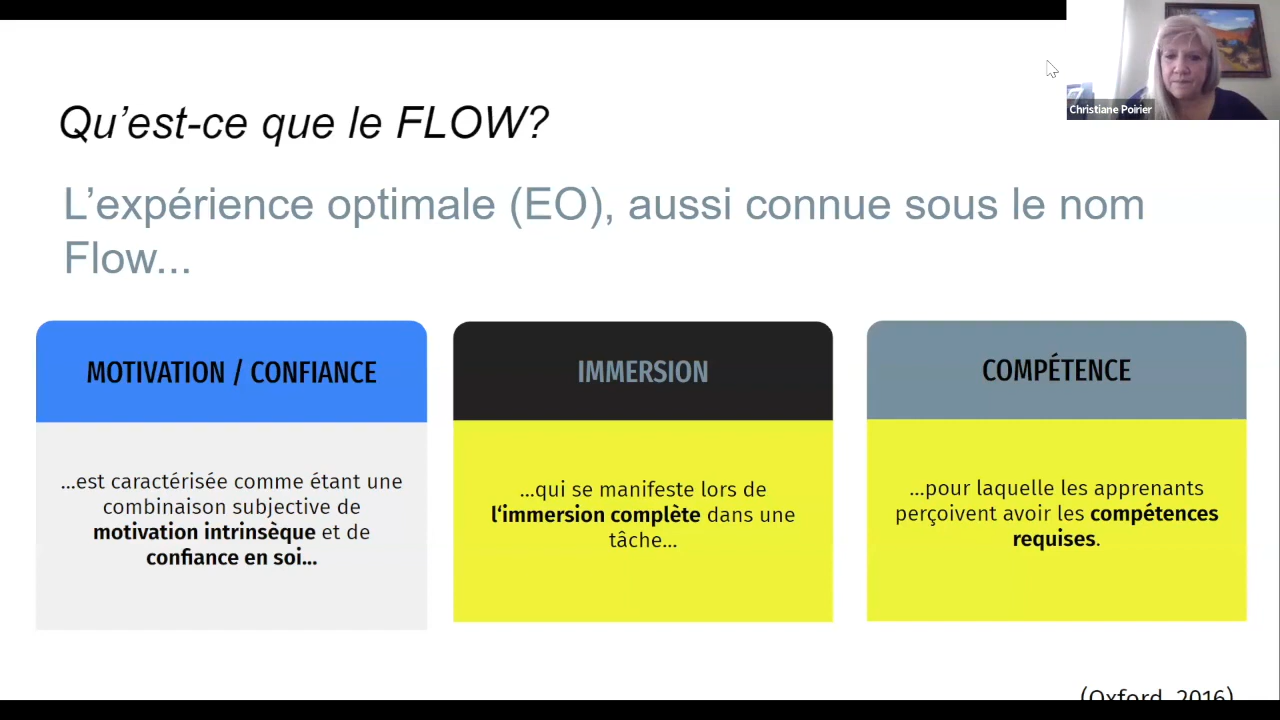 Qu’est-ce que le FLOW?
Christiane Poirier
L’expérience optimale (EO), aussi connue sous le nom
Flow...
MOTIVATION / CONFIANCE
...est caractérisée comme étant une
combinaison subjective de
motivation intrinsèque et de
confiance en soi...
IMMERSION
...qui se manifeste lors de
l‘immersion complète dans une
tâche...
COMPÉTENCE
...pour laquelle les apprenants
perçoivent avoir les compétences
requises.
(Oxford, 2016)